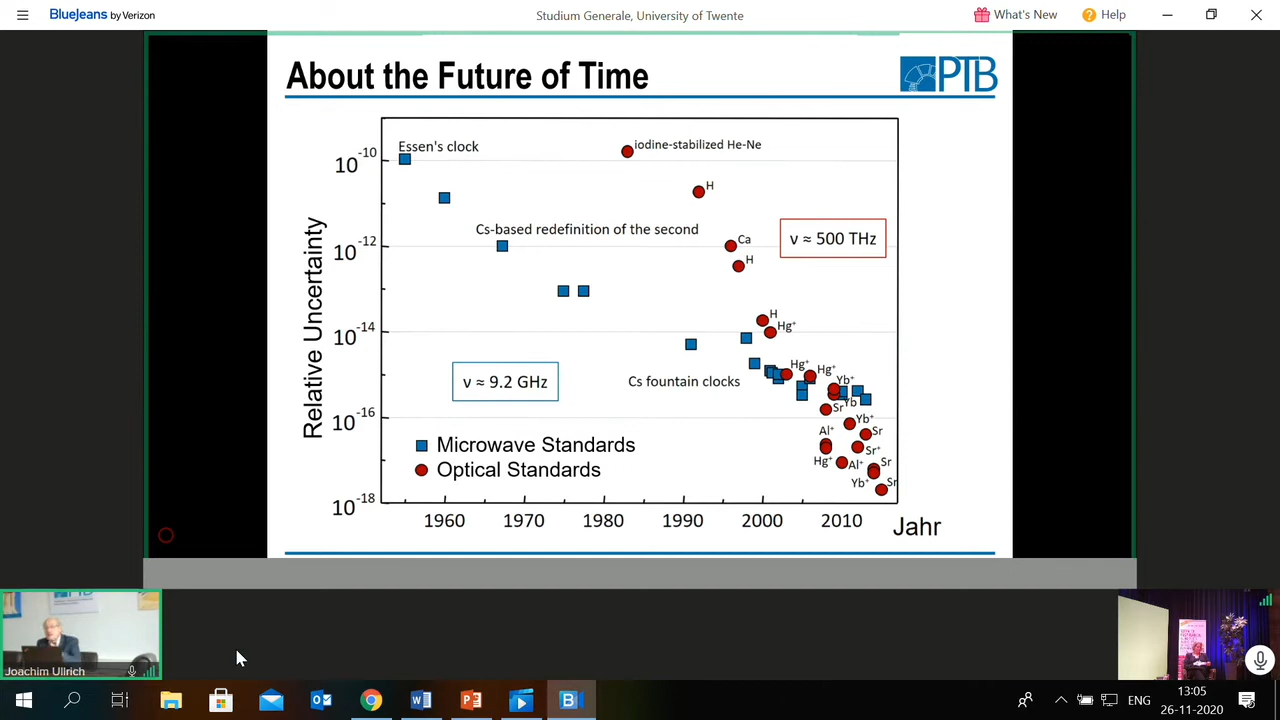 BlueJeans by Verizon
Studium Generale, University of Twente
What's New
Help
About the Future of Time
PTB
Essen's clock
iodine-stabilized He-Ne
10-10
H
Cs-based redefinition of the second
Ca
ν ≈ 500 THz
10-12
H
H
Hg+
10-14
Relative Uncertainty
ν ≈ 9.2 GHz
Cs fountain clocks
Hg+
Hg+
Yb+
Yb
Sr
10-16
Yb+
Al+
Sr
Microwave Standards
Sr+
Optical Standards
Hg+
Al+
Sr
Yb+
Sr
10-18
1960 1970 1980 1990 2000 2010 Jahr
Joachim Ullrich
ENG
13:05
26-11-2020